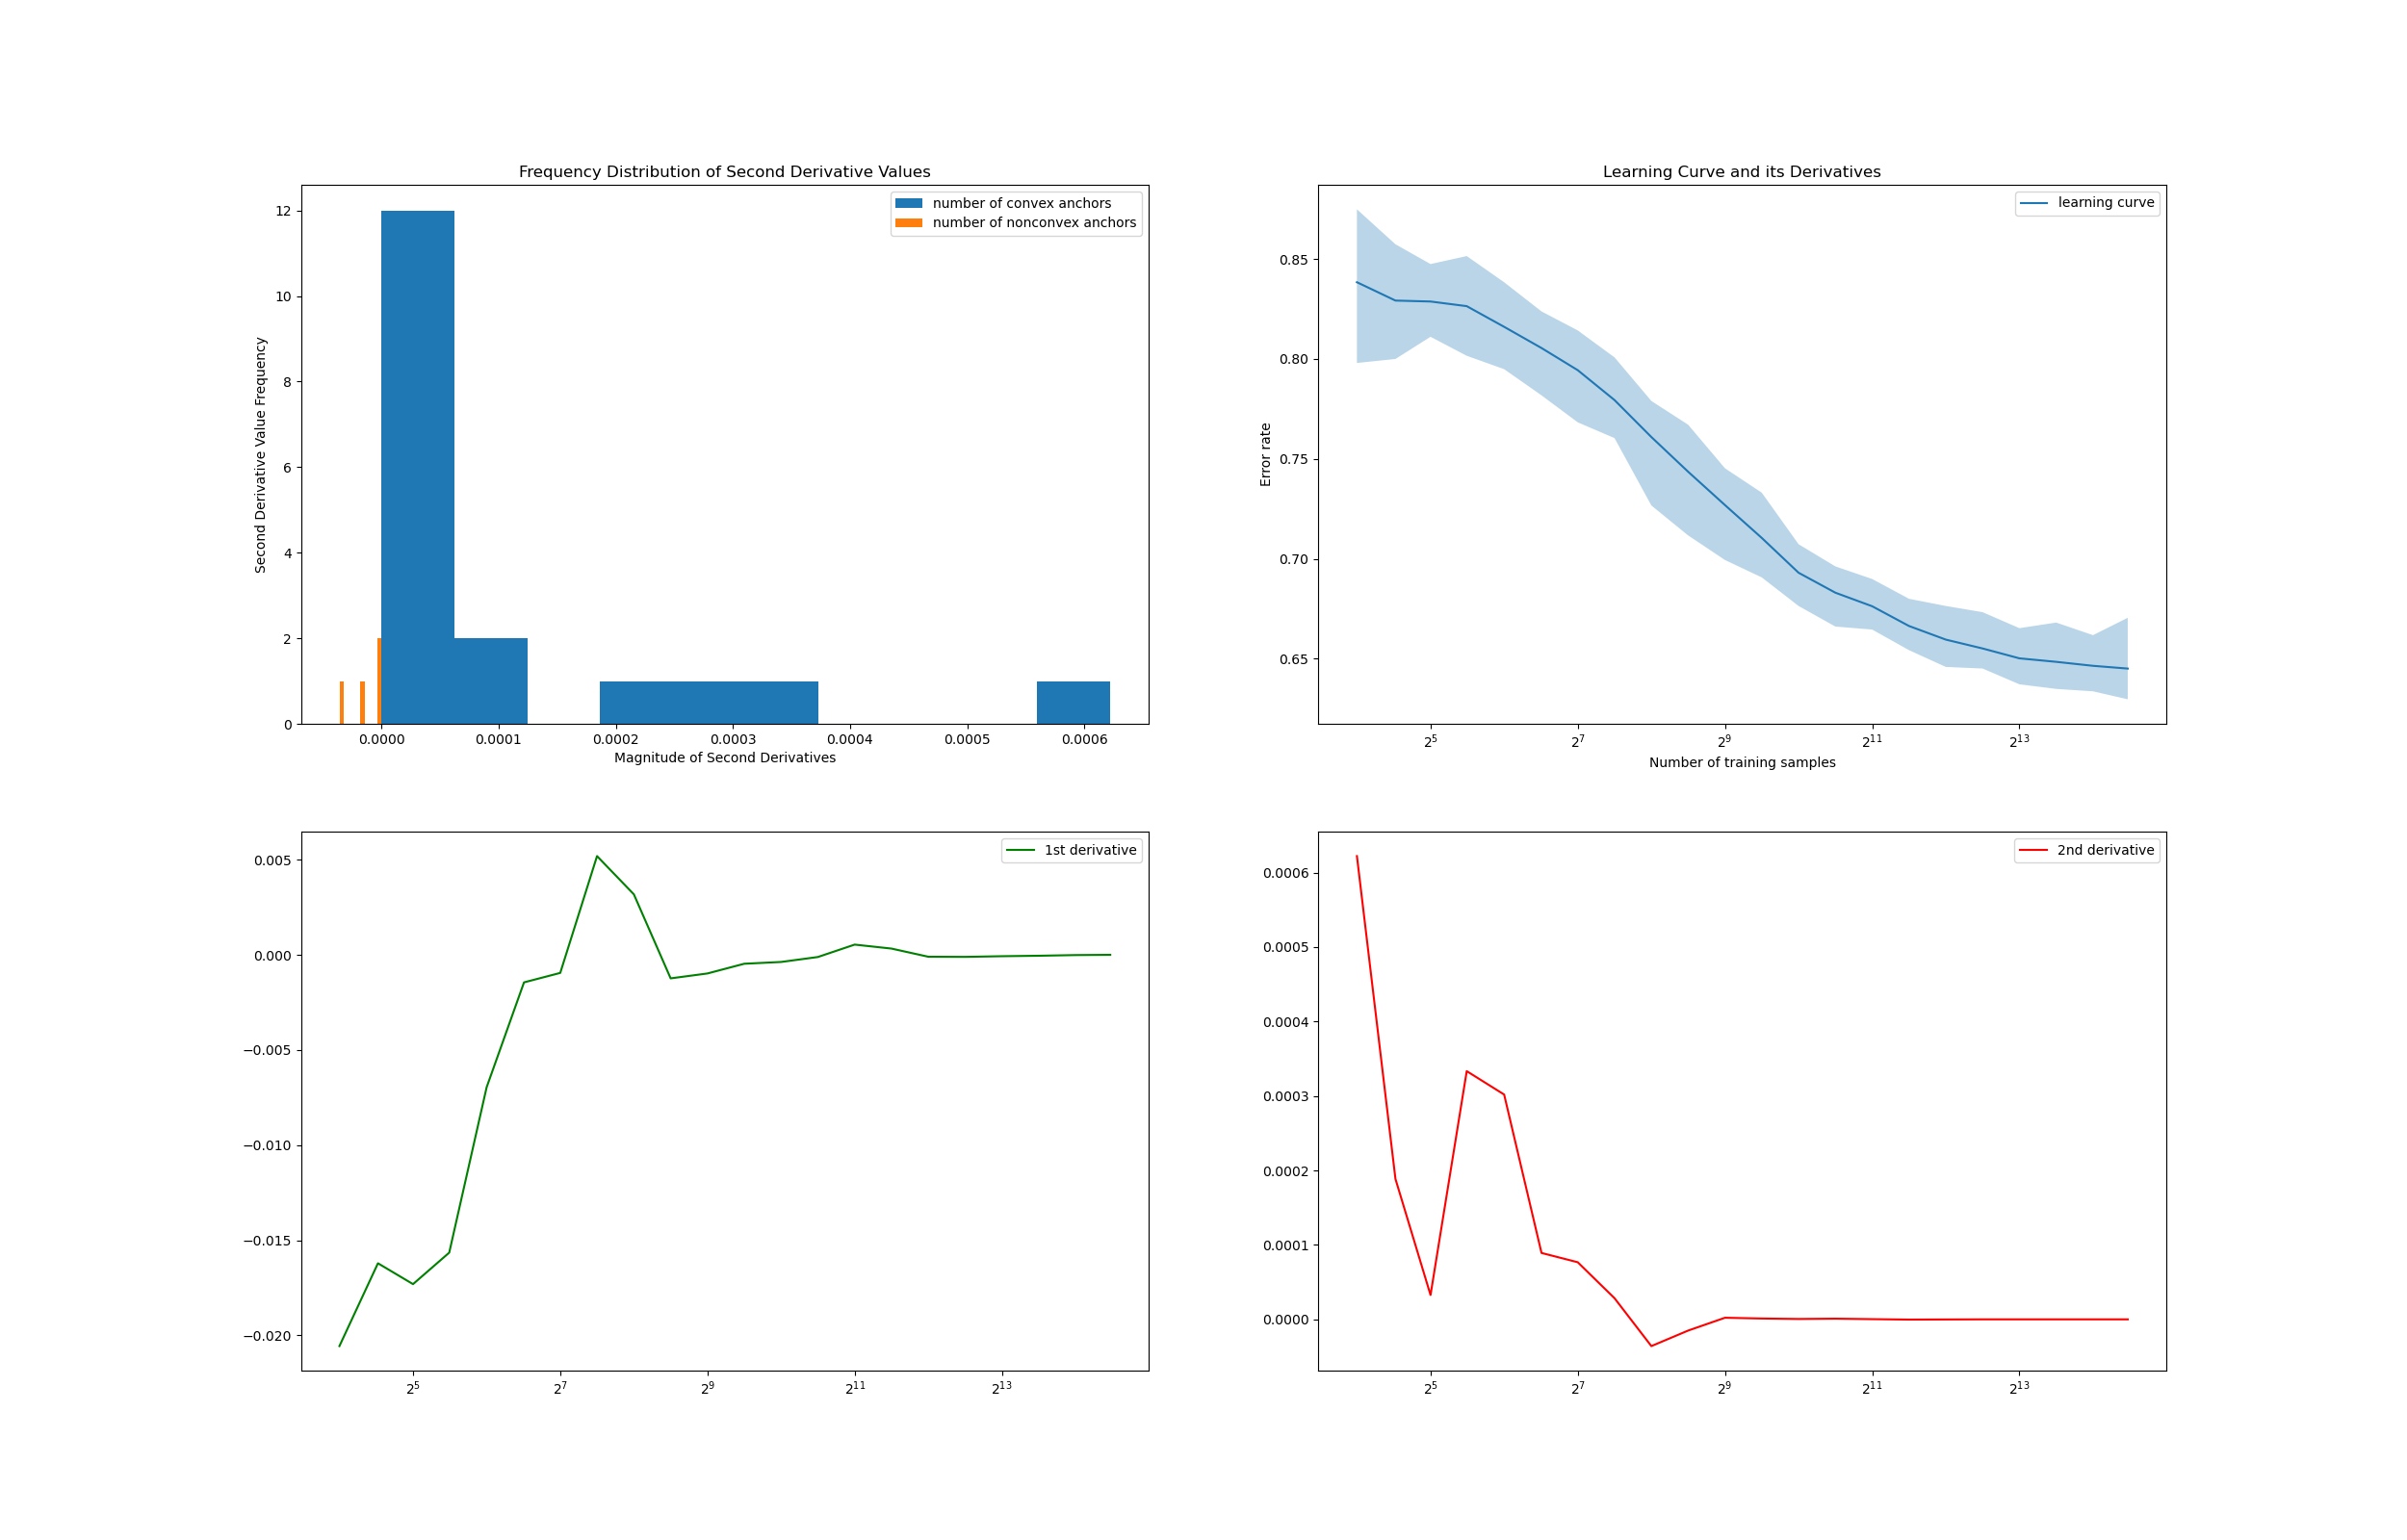 Frequency Distribution of Second Derivative Values
number of convex anchors
number of nonconvex anchors
Second Derivative Value Frequency
12
10
8
6
4
2
0
0.0000 0.0001 0.0002 0.0003 0.0004 0.0005 0.0006
Magnitude of Second Derivatives
Learning Curve and its Derivatives
learning curve
Error rate
0.85
0.80
0.75
0.70
0.65
2^5 2^7 2^9 2^11 2^13
Number of training samples
1st derivative
0.005
0.000
−0.005
−0.010
−0.015
−0.020
2^5 2^7 2^9 2^11 2^13
2nd derivative
0.0006
0.0005
0.0004
0.0003
0.0002
0.0001
0.0000
2^5 2^7 2^9 2^11 2^13